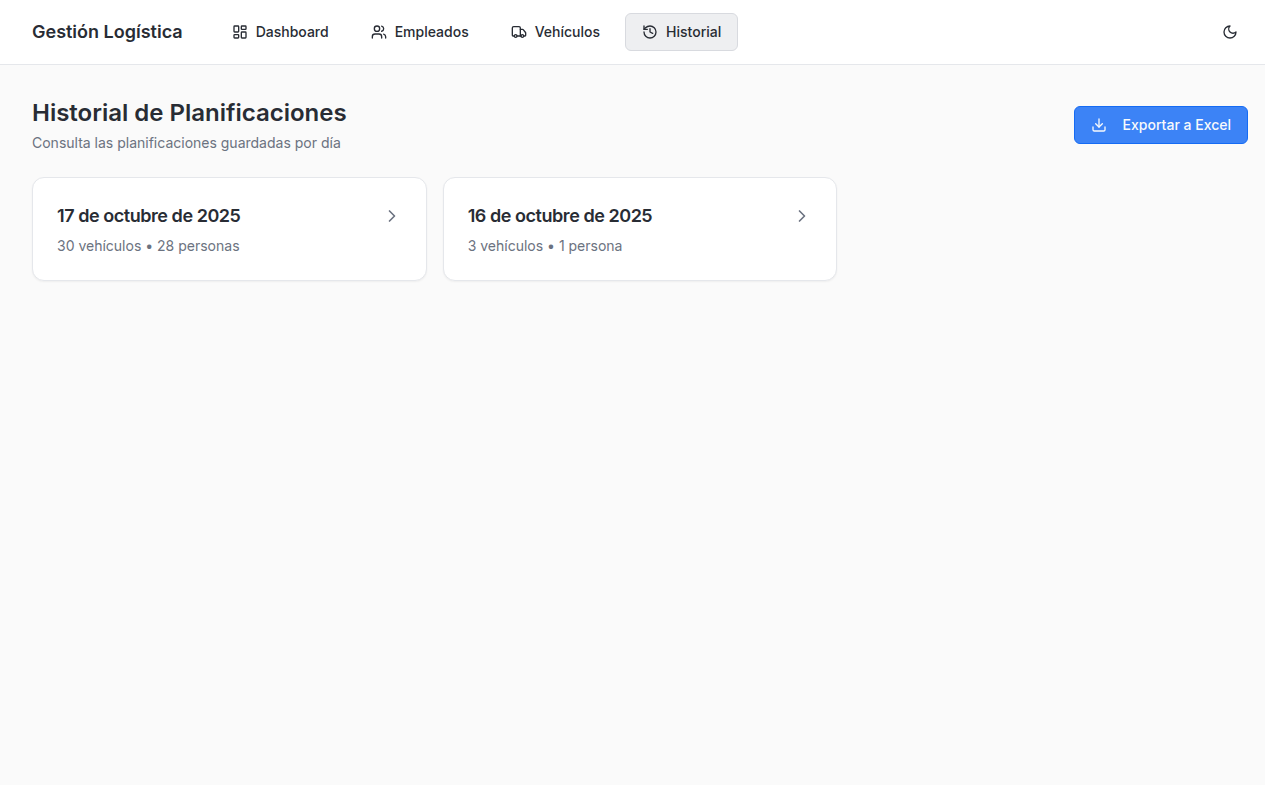 Gestión Logística
Dashboard
Empleados
Vehículos
Historial
Historial de Planificaciones
Consulta las planificaciones guardadas por día
Exportar a Excel
17 de octubre de 2025
30 vehículos • 28 personas
16 de octubre de 2025
3 vehículos • 1 persona